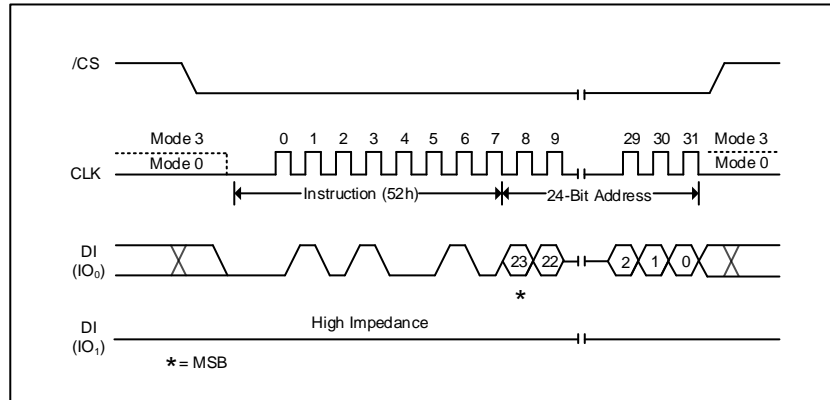 /CS
Mode 3
Mode 0
CLK
0 1 2 3 4 5 6 7 8 9 29 30 31
Mode 3
Mode 0
Instruction (52h)
24-Bit Address
DI
(IO₀)
23 22 2 1 0
*
DI
(IO₁)
High Impedance
* = MSB